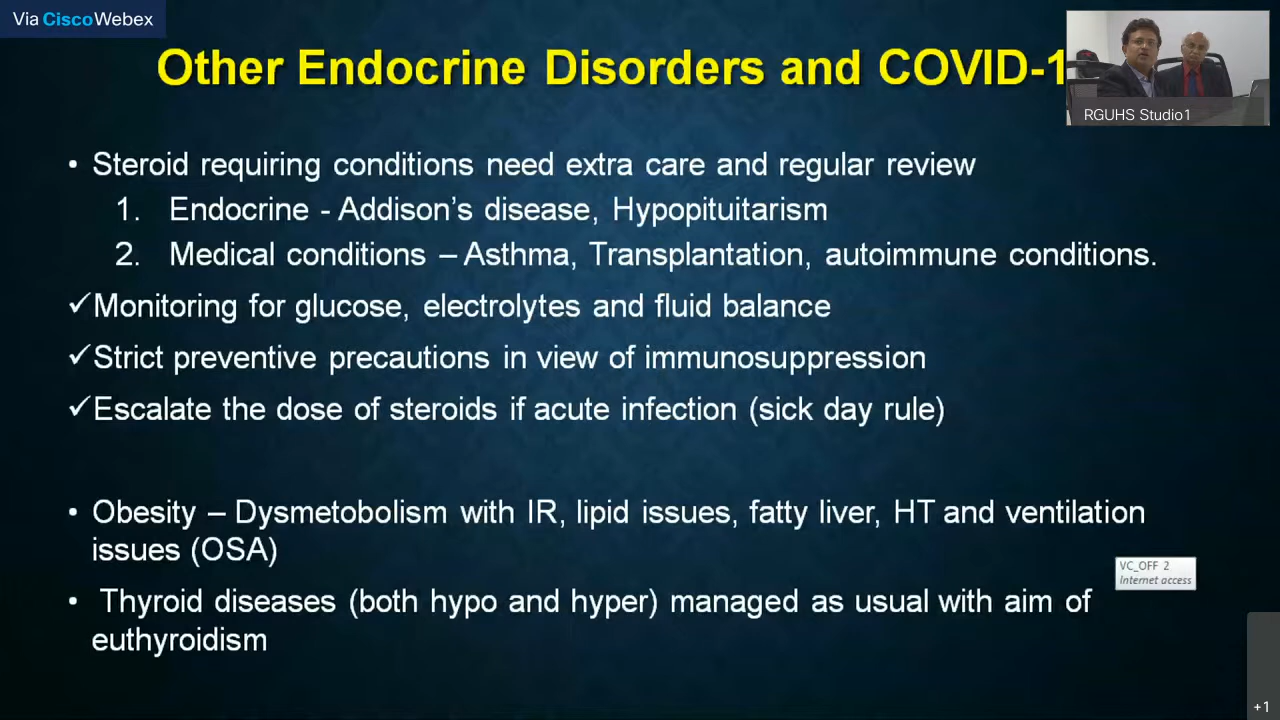 Via Cisco Webex
Other Endocrine Disorders and COVID-1
RGUHS Studio1
• Steroid requiring conditions need extra care and regular review
1. Endocrine - Addison's disease, Hypopituitarism
2. Medical conditions – Asthma, Transplantation, autoimmune conditions.
✓Monitoring for glucose, electrolytes and fluid balance
✓Strict preventive precautions in view of immunosuppression
✓Escalate the dose of steroids if acute infection (sick day rule)
• Obesity – Dysmetobolism with IR, lipid issues, fatty liver, HT and ventilation
issues (OSA)
VC_OFF 2
Internet access
• Thyroid diseases (both hypo and hyper) managed as usual with aim of
euthyroidism
+1